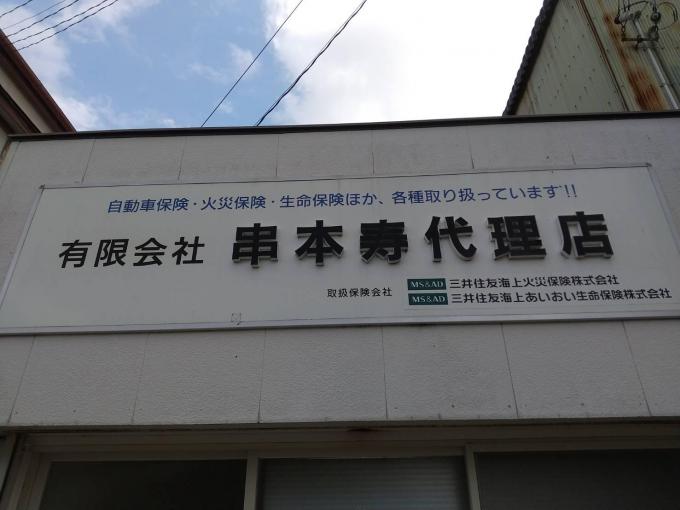 自動車保険・火災保険・生命保険ほか、各種取り扱っています!!
有限会社 串本寿代理店
取扱保険会社 MS&AD 三井住友海上火災保険株式会社
MS&AD 三井住友海上あいおい生命保険株式会社